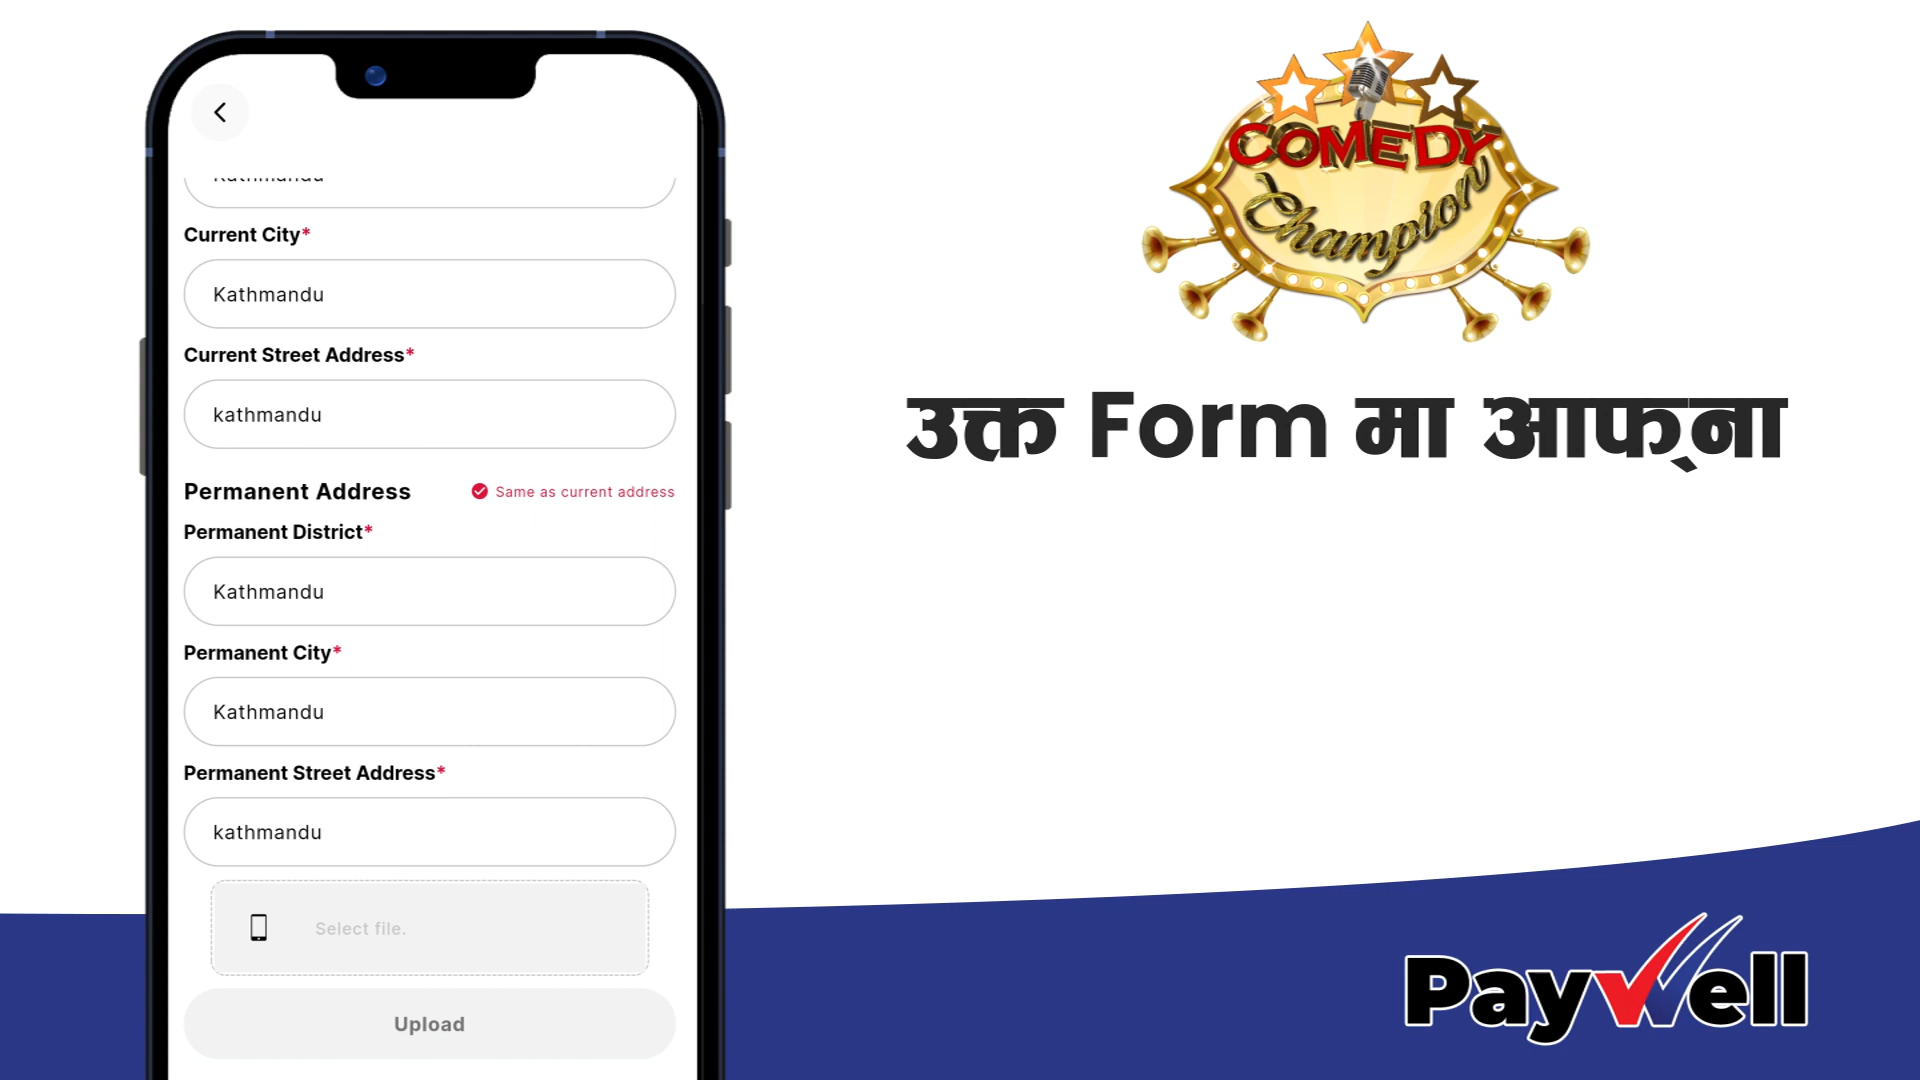 Current City*
Kathmandu
Current Street Address*
kathmandu
Permanent Address
Same as current address
Permanent District*
Kathmandu
Permanent City*
Kathmandu
Permanent Street Address*
kathmandu
Select file.
Upload
COMEDY
Champion
उक्त Form मा आफ्ना
Paywell